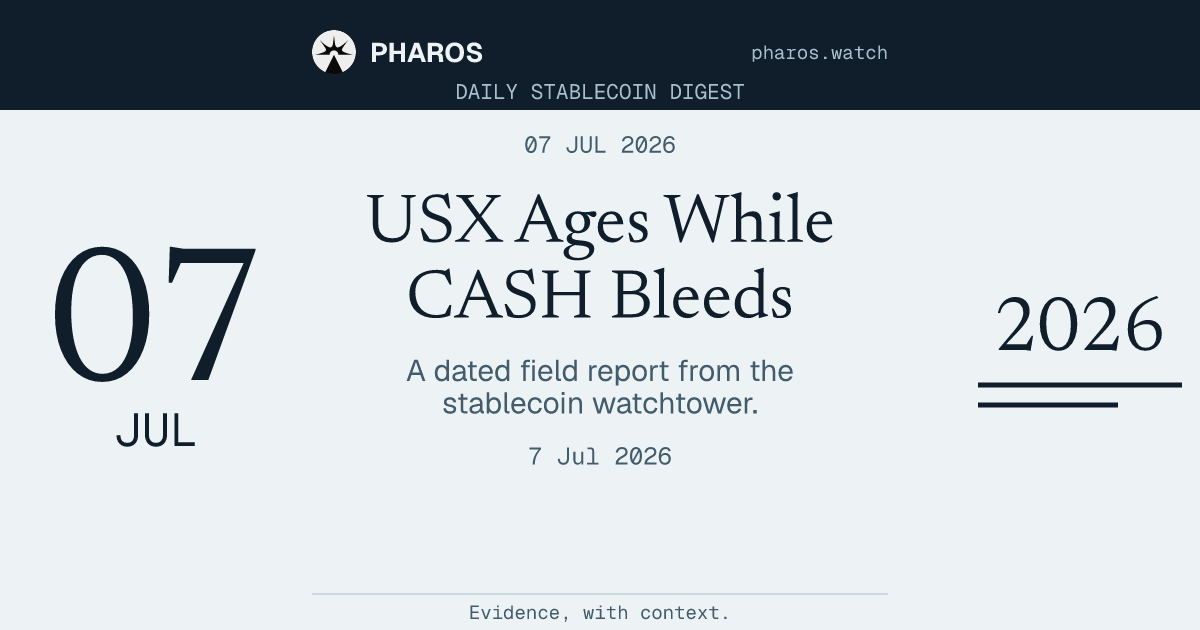 PHAROS
pharos.watch
DAILY STABLECOIN DIGEST
07 JUL 2026
USX Ages While
CASH Bleeds
A dated field report from the
stablecoin watchtower.
7 Jul 2026
07
JUL
2026
Evidence, with context.